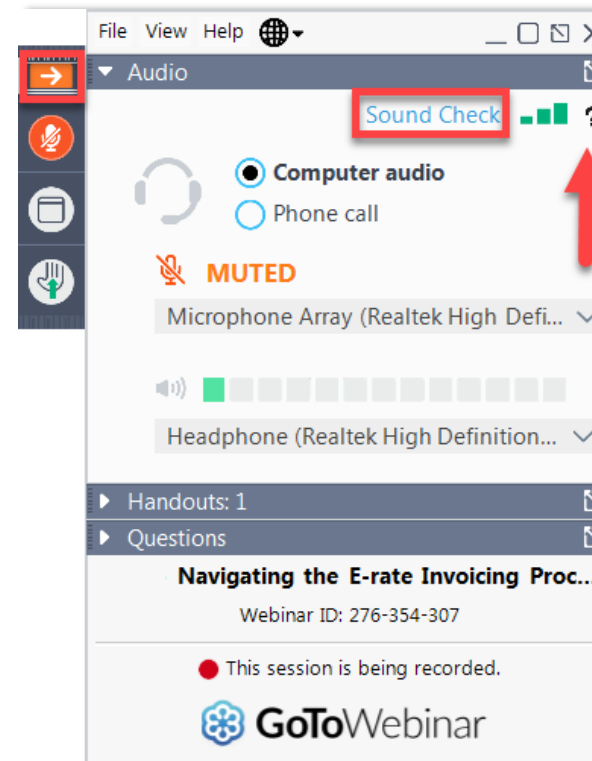 File View Help
Audio
Sound Check ?
Computer audio
Phone call
MUTED
Microphone Array (Realtek High Defi...
Headphone (Realtek High Definition...
Handouts: 1
Questions
Navigating the E-rate Invoicing Proc...
Webinar ID: 276-354-307
This session is being recorded.
GoToWebinar